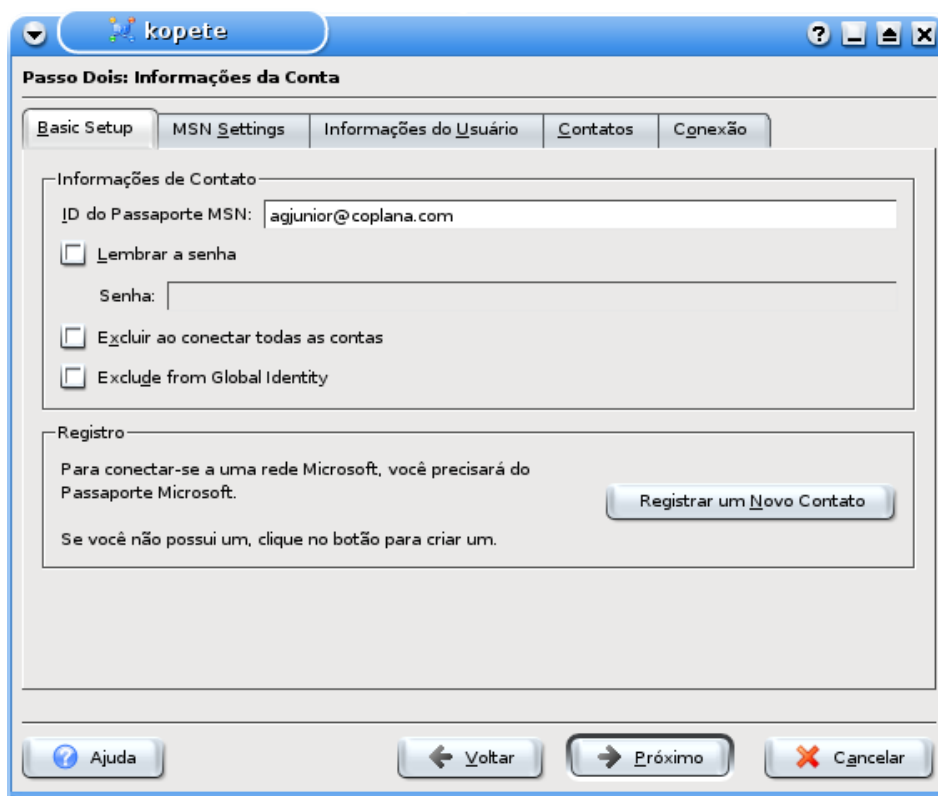 kopete
Passo Dois: Informações da Conta
Basic Setup
MSN Settings
Informações do Usuário
Contatos
Conexão
Informações de Contato
ID do Passaporte MSN: agjunior@coplana.com
Lembrar a senha
Senha:
Excluir ao conectar todas as contas
Exclude from Global Identity
Registro
Para conectar-se a uma rede Microsoft, você precisará do
Passaporte Microsoft.
Registrar um Novo Contato
Se você não possui um, clique no botão para criar um.
Ajuda
Voltar
Próximo
Cancelar